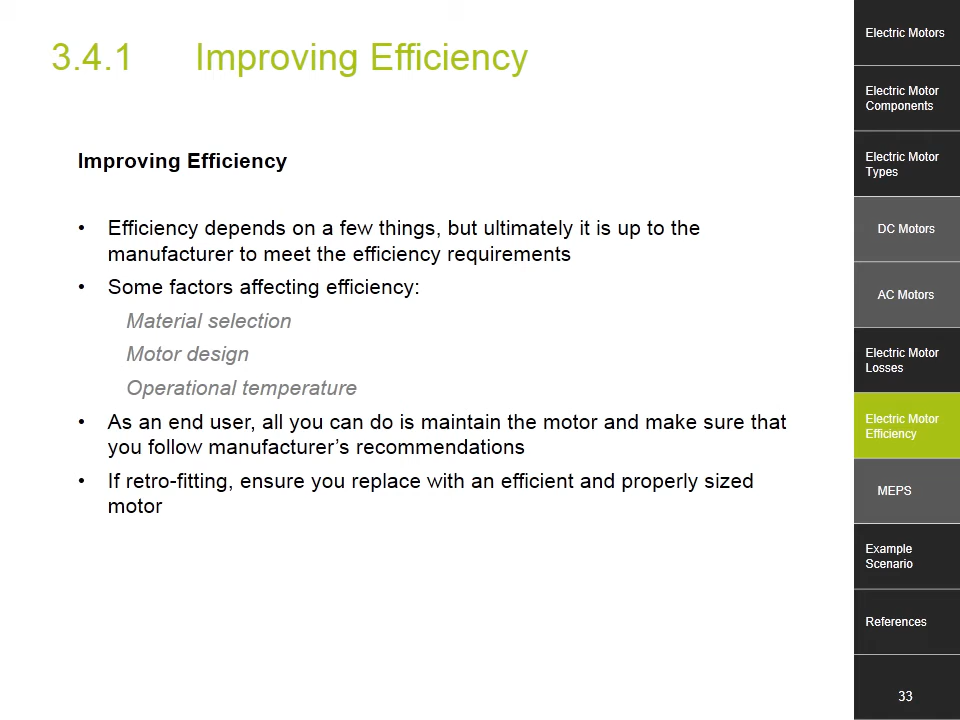 3.4.1 Improving Efficiency
Improving Efficiency
• Efficiency depends on a few things, but ultimately it is up to the
manufacturer to meet the efficiency requirements
• Some factors affecting efficiency:
Material selection
Motor design
Operational temperature
• As an end user, all you can do is maintain the motor and make sure that
you follow manufacturer’s recommendations
• If retro-fitting, ensure you replace with an efficient and properly sized
motor
Electric Motors
Electric Motor
Components
Electric Motor
Types
DC Motors
AC Motors
Electric Motor
Losses
Electric Motor
Efficiency
MEPS
Example
Scenario
References
33